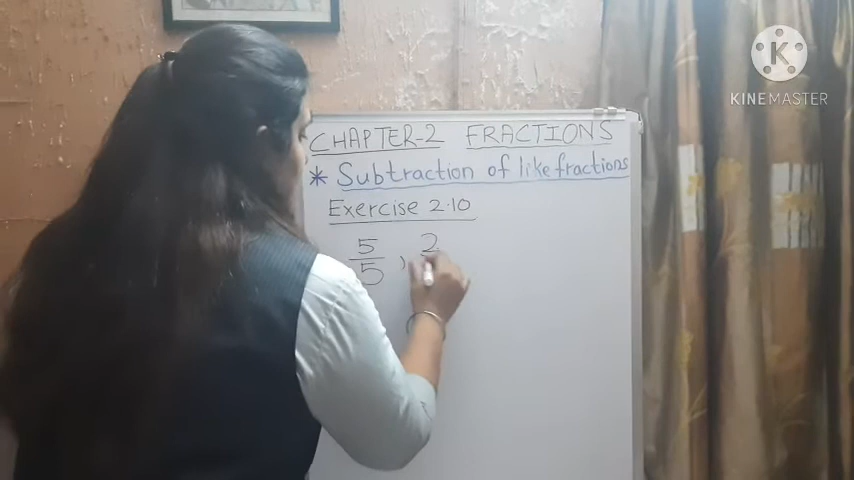 K
KINEMASTER
CHAPTER-2 FRACTIONS
* Subtraction of like fractions
Exercise 2.10
5/5 , 2